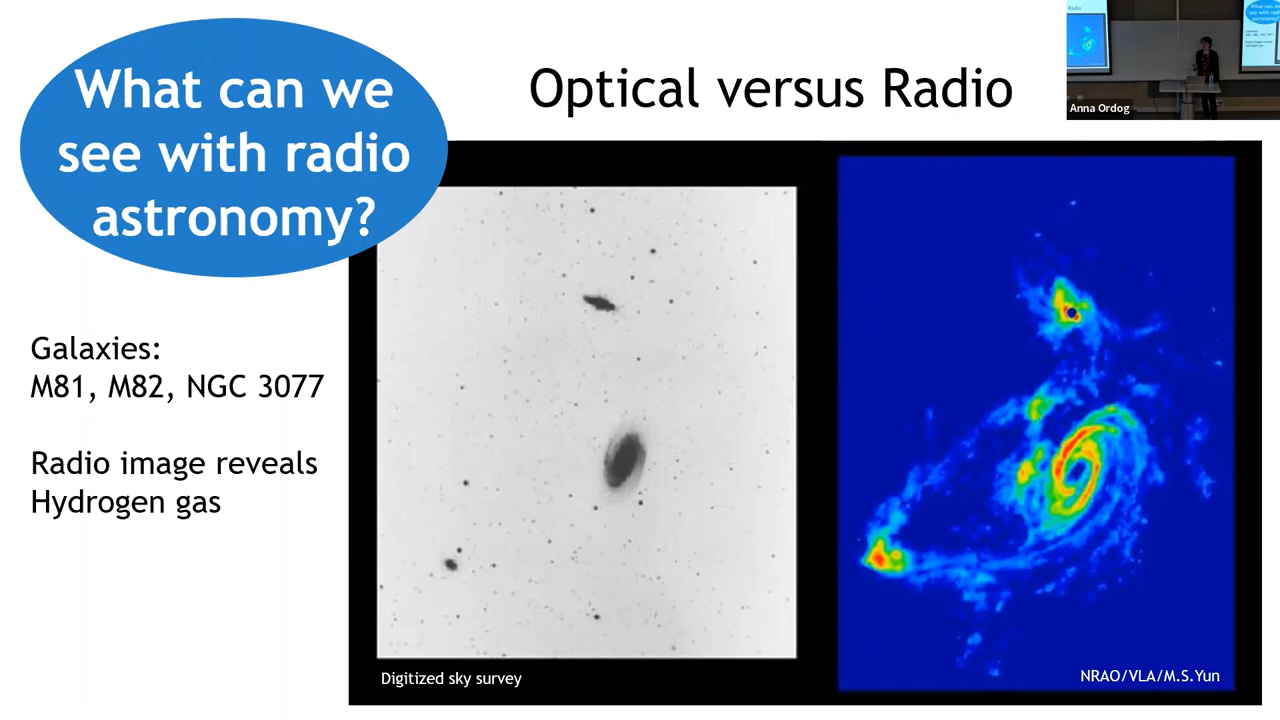 What can we
see with radio
astronomy?
Optical versus Radio
Anna Ordog
Galaxies:
M81, M82, NGC 3077
Radio image reveals
Hydrogen gas
Digitized sky survey
NRAO/VLA/M.S.Yun